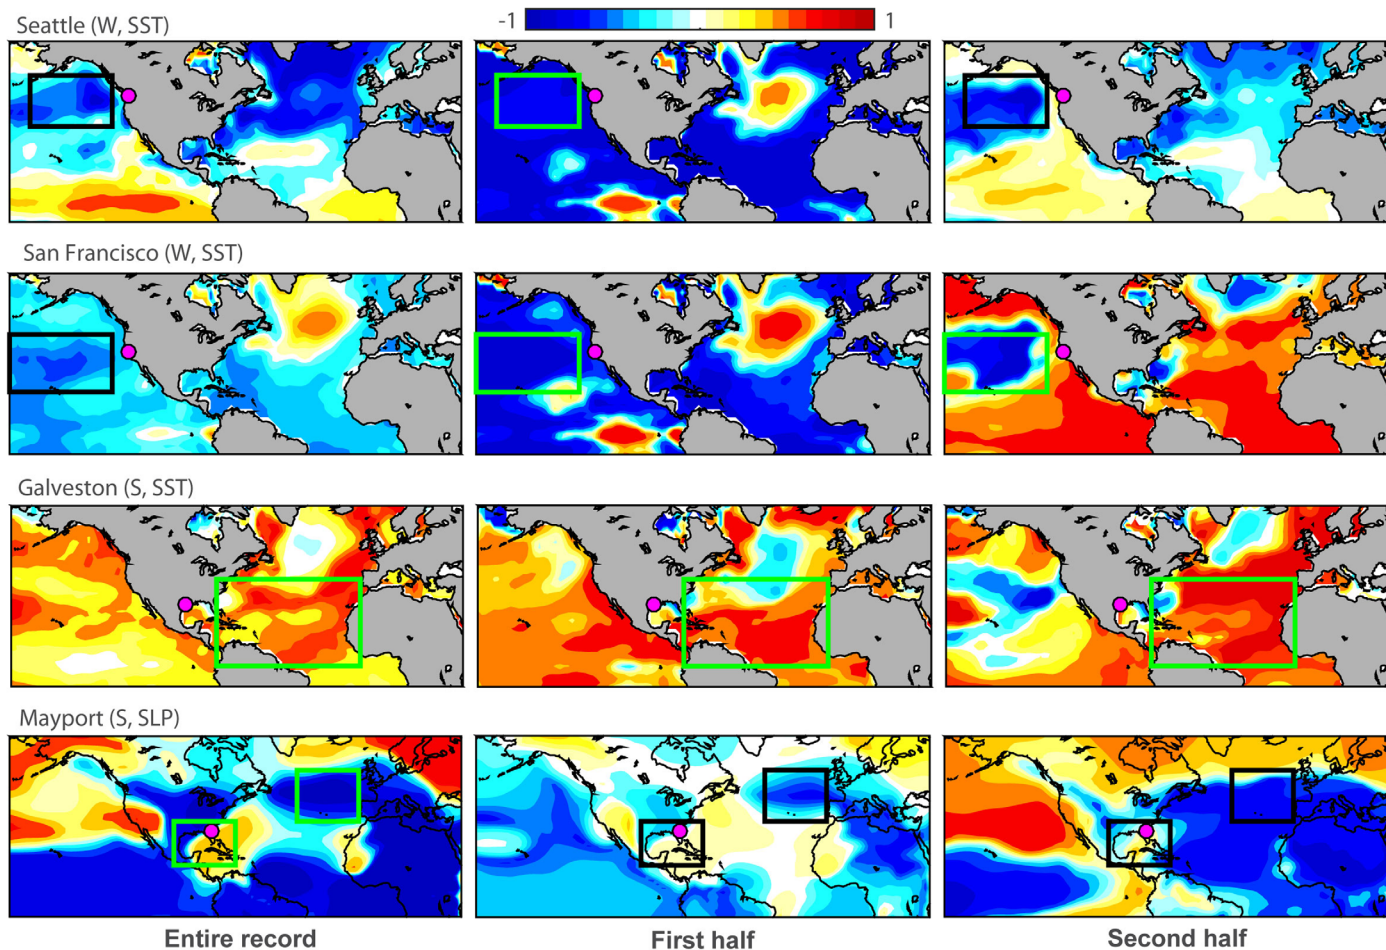 Seattle (W, SST)
-1 1
San Francisco (W, SST)
Galveston (S, SST)
Mayport (S, SLP)
Entire record First half Second half